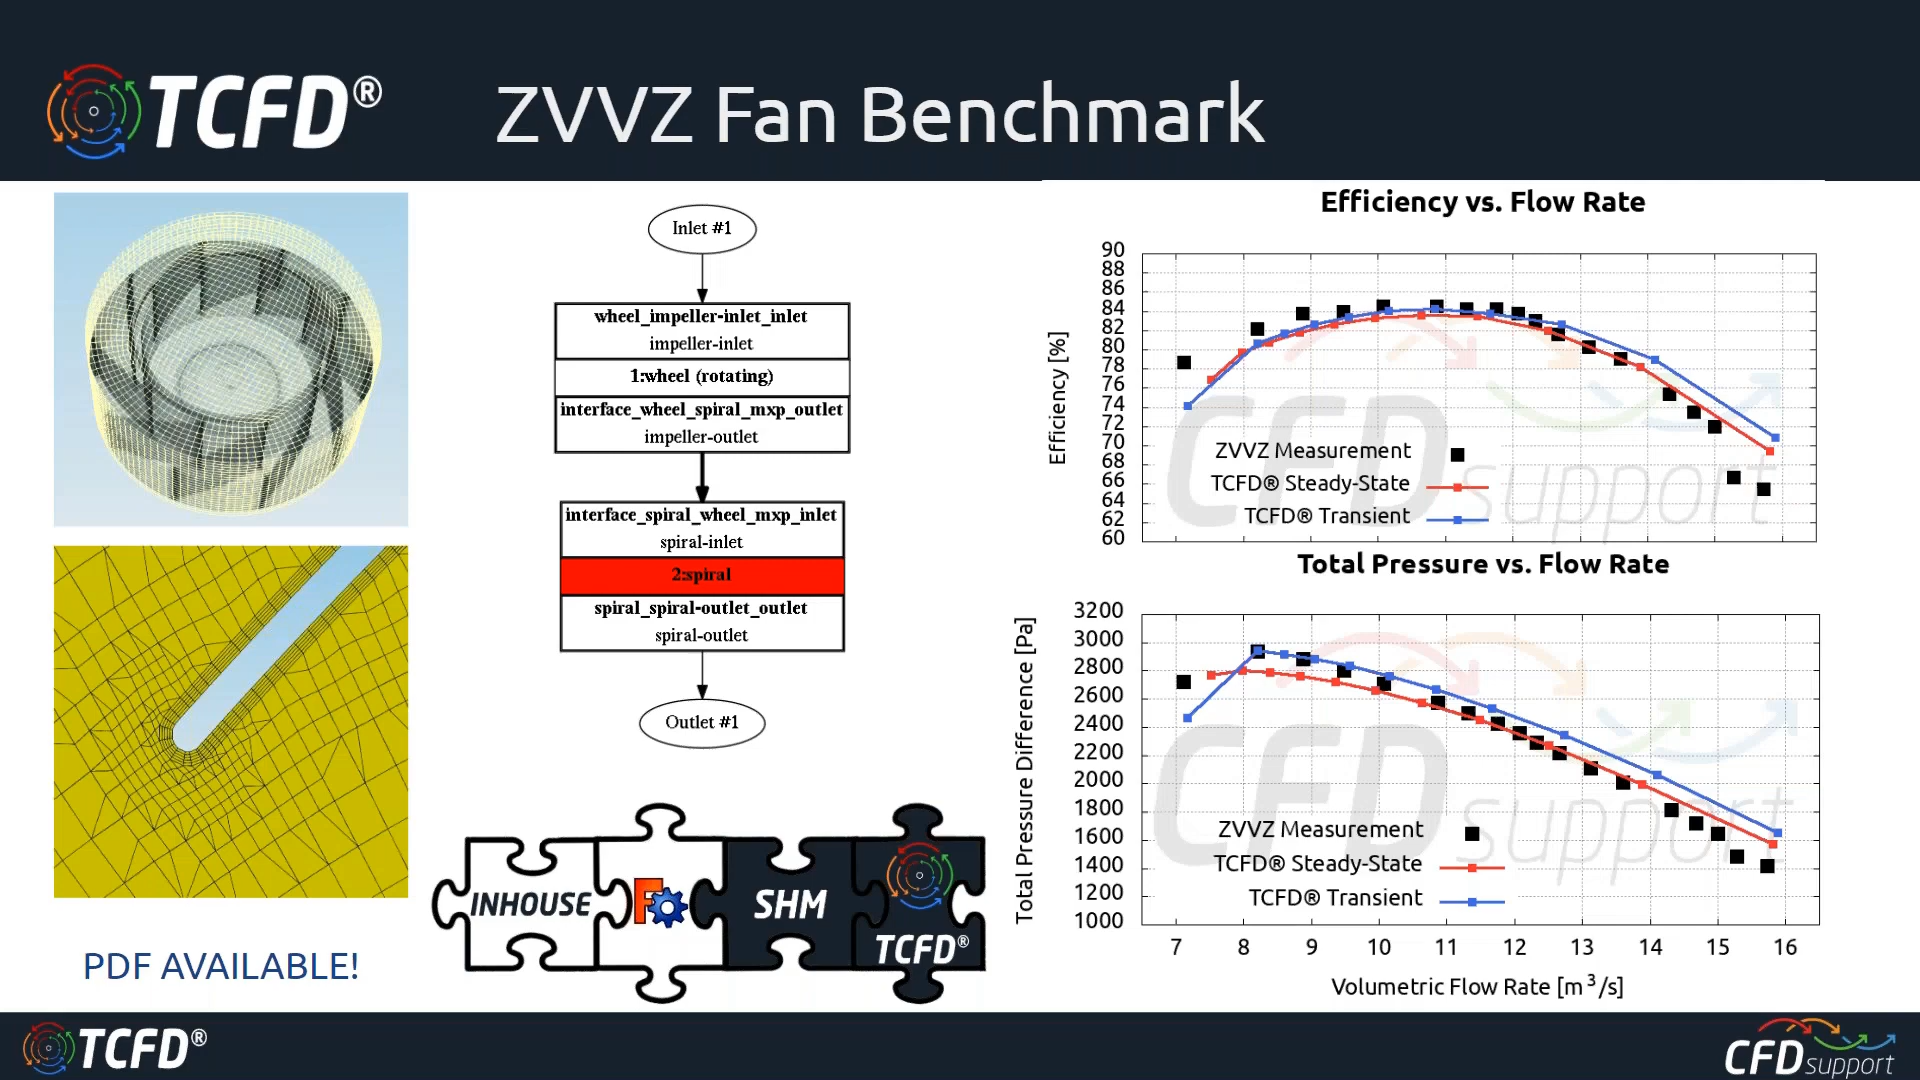 TCFD®
ZVVZ Fan Benchmark
Inlet #1
wheel_impeller-inlet_inlet
impeller-inlet
1:wheel (rotating)
interface_wheel_spiral_mxp_outlet
impeller-outlet
interface_spiral_wheel_mxp_inlet
spiral-inlet
2:spiral
spiral_spiral-outlet_outlet
spiral-outlet
Outlet #1
INHOUSE
F
SHM
TCFD®
PDF AVAILABLE!
Efficiency vs. Flow Rate
Efficiency [%]
90
88
86
84
82
80
78
76
74
72
70
68
66
64
62
60
CFD support
ZVVZ Measurement
TCFD® Steady-State
TCFD® Transient
Total Pressure vs. Flow Rate
Total Pressure Difference [Pa]
3200
3000
2800
2600
2400
2200
2000
1800
1600
1400
1200
1000
CFD support
ZVVZ Measurement
TCFD® Steady-State
TCFD® Transient
7 8 9 10 11 12 13 14 15 16
Volumetric Flow Rate [m³/s]
TCFD®
CFD support